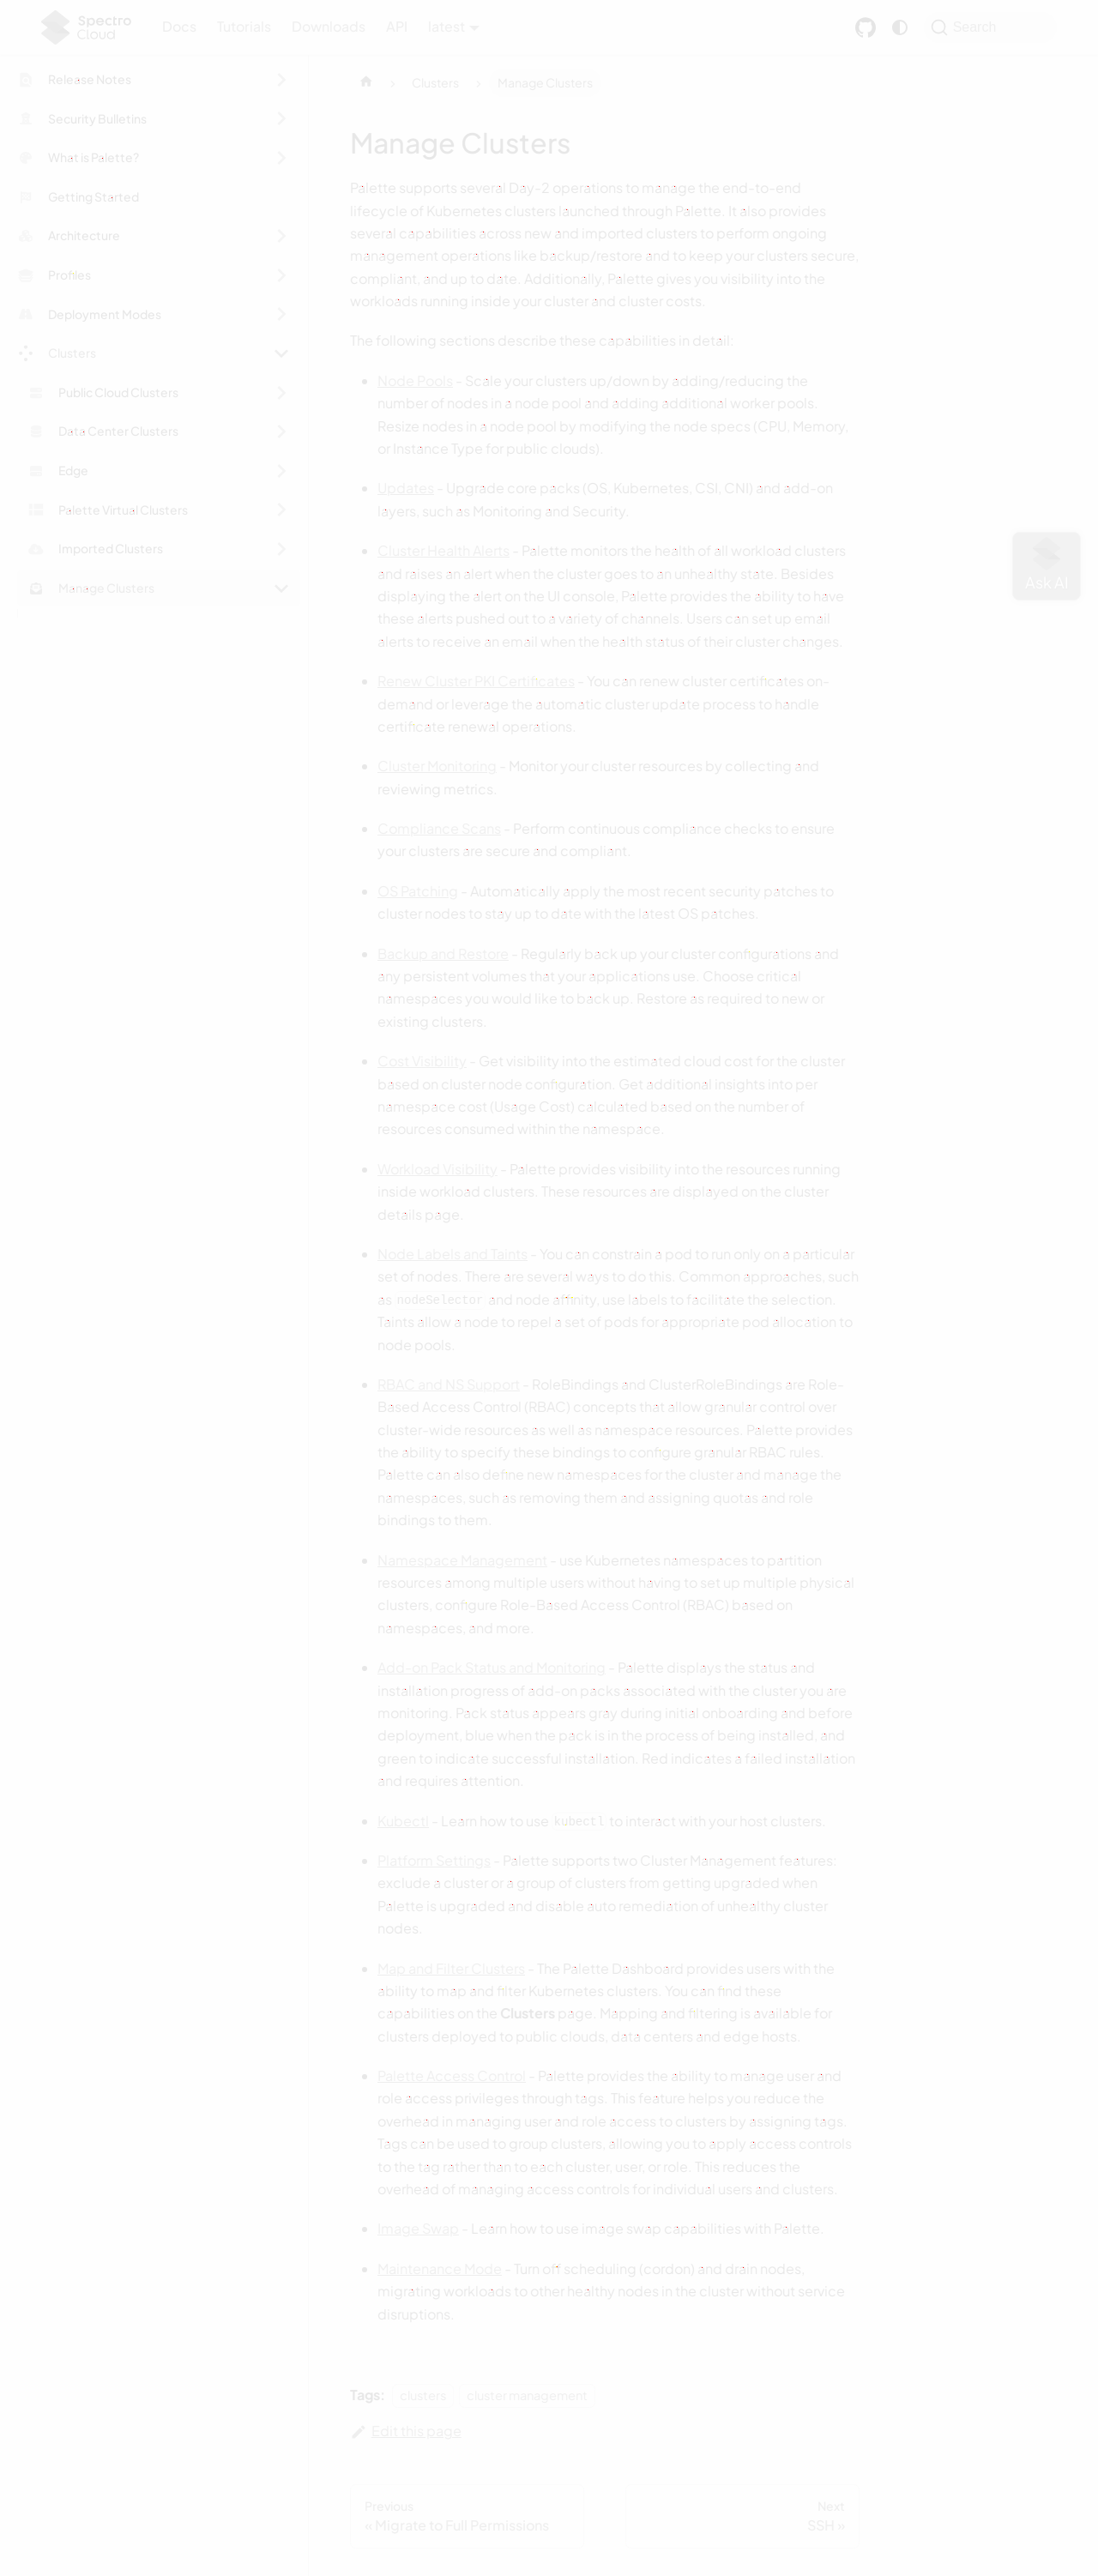 Spectro Cloud
Docs
Tutorials
Downloads
API
latest
Search
Release Notes
Security Bulletins
What is Palette?
Getting Started
Architecture
Profiles
Deployment Modes
Clusters
Public Cloud Clusters
Data Center Clusters
Edge
Palette Virtual Clusters
Imported Clusters
Manage Clusters
Clusters
Manage Clusters
Manage Clusters
Palette supports several Day-2 operations to manage the end-to-end
lifecycle of Kubernetes clusters launched through Palette. It also provides
several capabilities across new and imported clusters to perform ongoing
management operations like backup/restore and to keep your clusters secure,
compliant, and up to date. Additionally, Palette gives you visibility into the
workloads running inside your cluster and cluster costs.
The following sections describe these capabilities in detail:
Node Pools - Scale your clusters up/down by adding/reducing the
number of nodes in a node pool and adding additional worker pools.
Resize nodes in a node pool by modifying the node specs (CPU, Memory,
or Instance Type for public clouds).
Updates - Upgrade core packs (OS, Kubernetes, CSI, CNI) and add-on
layers, such as Monitoring and Security.
Cluster Health Alerts - Palette monitors the health of all workload clusters
and raises an alert when the cluster goes to an unhealthy state. Besides
displaying the alert on the UI console, Palette provides the ability to have
these alerts pushed out to a variety of channels. Users can set up email
alerts to receive an email when the health status of their cluster changes.
Renew Cluster PKI Certificates - You can renew cluster certificates on-
demand or leverage the automatic cluster update process to handle
certificate renewal operations.
Cluster Monitoring - Monitor your cluster resources by collecting and
reviewing metrics.
Compliance Scans - Perform continuous compliance checks to ensure
your clusters are secure and compliant.
OS Patching - Automatically apply the most recent security patches to
cluster nodes to stay up to date with the latest OS patches.
Backup and Restore - Regularly back up your cluster configurations and
any persistent volumes that your applications use. Choose critical
namespaces you would like to back up. Restore as required to new or
existing clusters.
Cost Visibility - Get visibility into the estimated cloud cost for the cluster
based on cluster node configuration. Get additional insights into per
namespace cost (Usage Cost) calculated based on the number of
resources consumed within the namespace.
Workload Visibility - Palette provides visibility into the resources running
inside workload clusters. These resources are displayed on the cluster
details page.
Node Labels and Taints - You can constrain a pod to run only on a particular
set of nodes. There are several ways to do this. Common approaches, such
as nodeSelector and node affinity, use labels to facilitate the selection.
Taints allow a node to repel a set of pods for appropriate pod allocation to
node pools.
RBAC and NS Support - RoleBindings and ClusterRoleBindings are Role-
Based Access Control (RBAC) concepts that allow granular control over
cluster-wide resources as well as namespace resources. Palette provides
the ability to specify these bindings to configure granular RBAC rules.
Palette can also define new namespaces for the cluster and manage the
namespaces, such as removing them and assigning quotas and role
bindings to them.
Namespace Management - use Kubernetes namespaces to partition
resources among multiple users without having to set up multiple physical
clusters, configure Role-Based Access Control (RBAC) based on
namespaces, and more.
Add-on Pack Status and Monitoring - Palette displays the status and
installation progress of add-on packs associated with the cluster you are
monitoring. Pack status appears gray during initial onboarding and before
deployment, blue when the pack is in the process of being installed, and
green to indicate successful installation. Red indicates a failed installation
and requires attention.
Kubectl - Learn how to use kubectl to interact with your host clusters.
Platform Settings - Palette supports two Cluster Management features:
exclude a cluster or a group of clusters from getting upgraded when
Palette is upgraded and disable auto remediation of unhealthy cluster
nodes.
Map and Filter Clusters - The Palette Dashboard provides users with the
ability to map and filter Kubernetes clusters. You can find these
capabilities on the Clusters page. Mapping and filtering is available for
clusters deployed to public clouds, data centers and edge hosts.
Palette Access Control - Palette provides the ability to manage user and
role access privileges through tags. This feature helps you reduce the
overhead in managing user and role access to clusters by assigning tags.
Tags can be used to group clusters, allowing you to apply access controls
to the tag rather than to each cluster, user, or role. This reduces the
overhead of managing access controls for individual users and clusters.
Image Swap - Learn how to use image swap capabilities with Palette.
Maintenance Mode - Turn off scheduling (cordon) and drain nodes,
migrating workloads to other healthy nodes in the cluster without service
disruptions.
Ask AI
Tags: clusters cluster management
Edit this page
Previous
« Migrate to Full Permissions
Next
SSH »